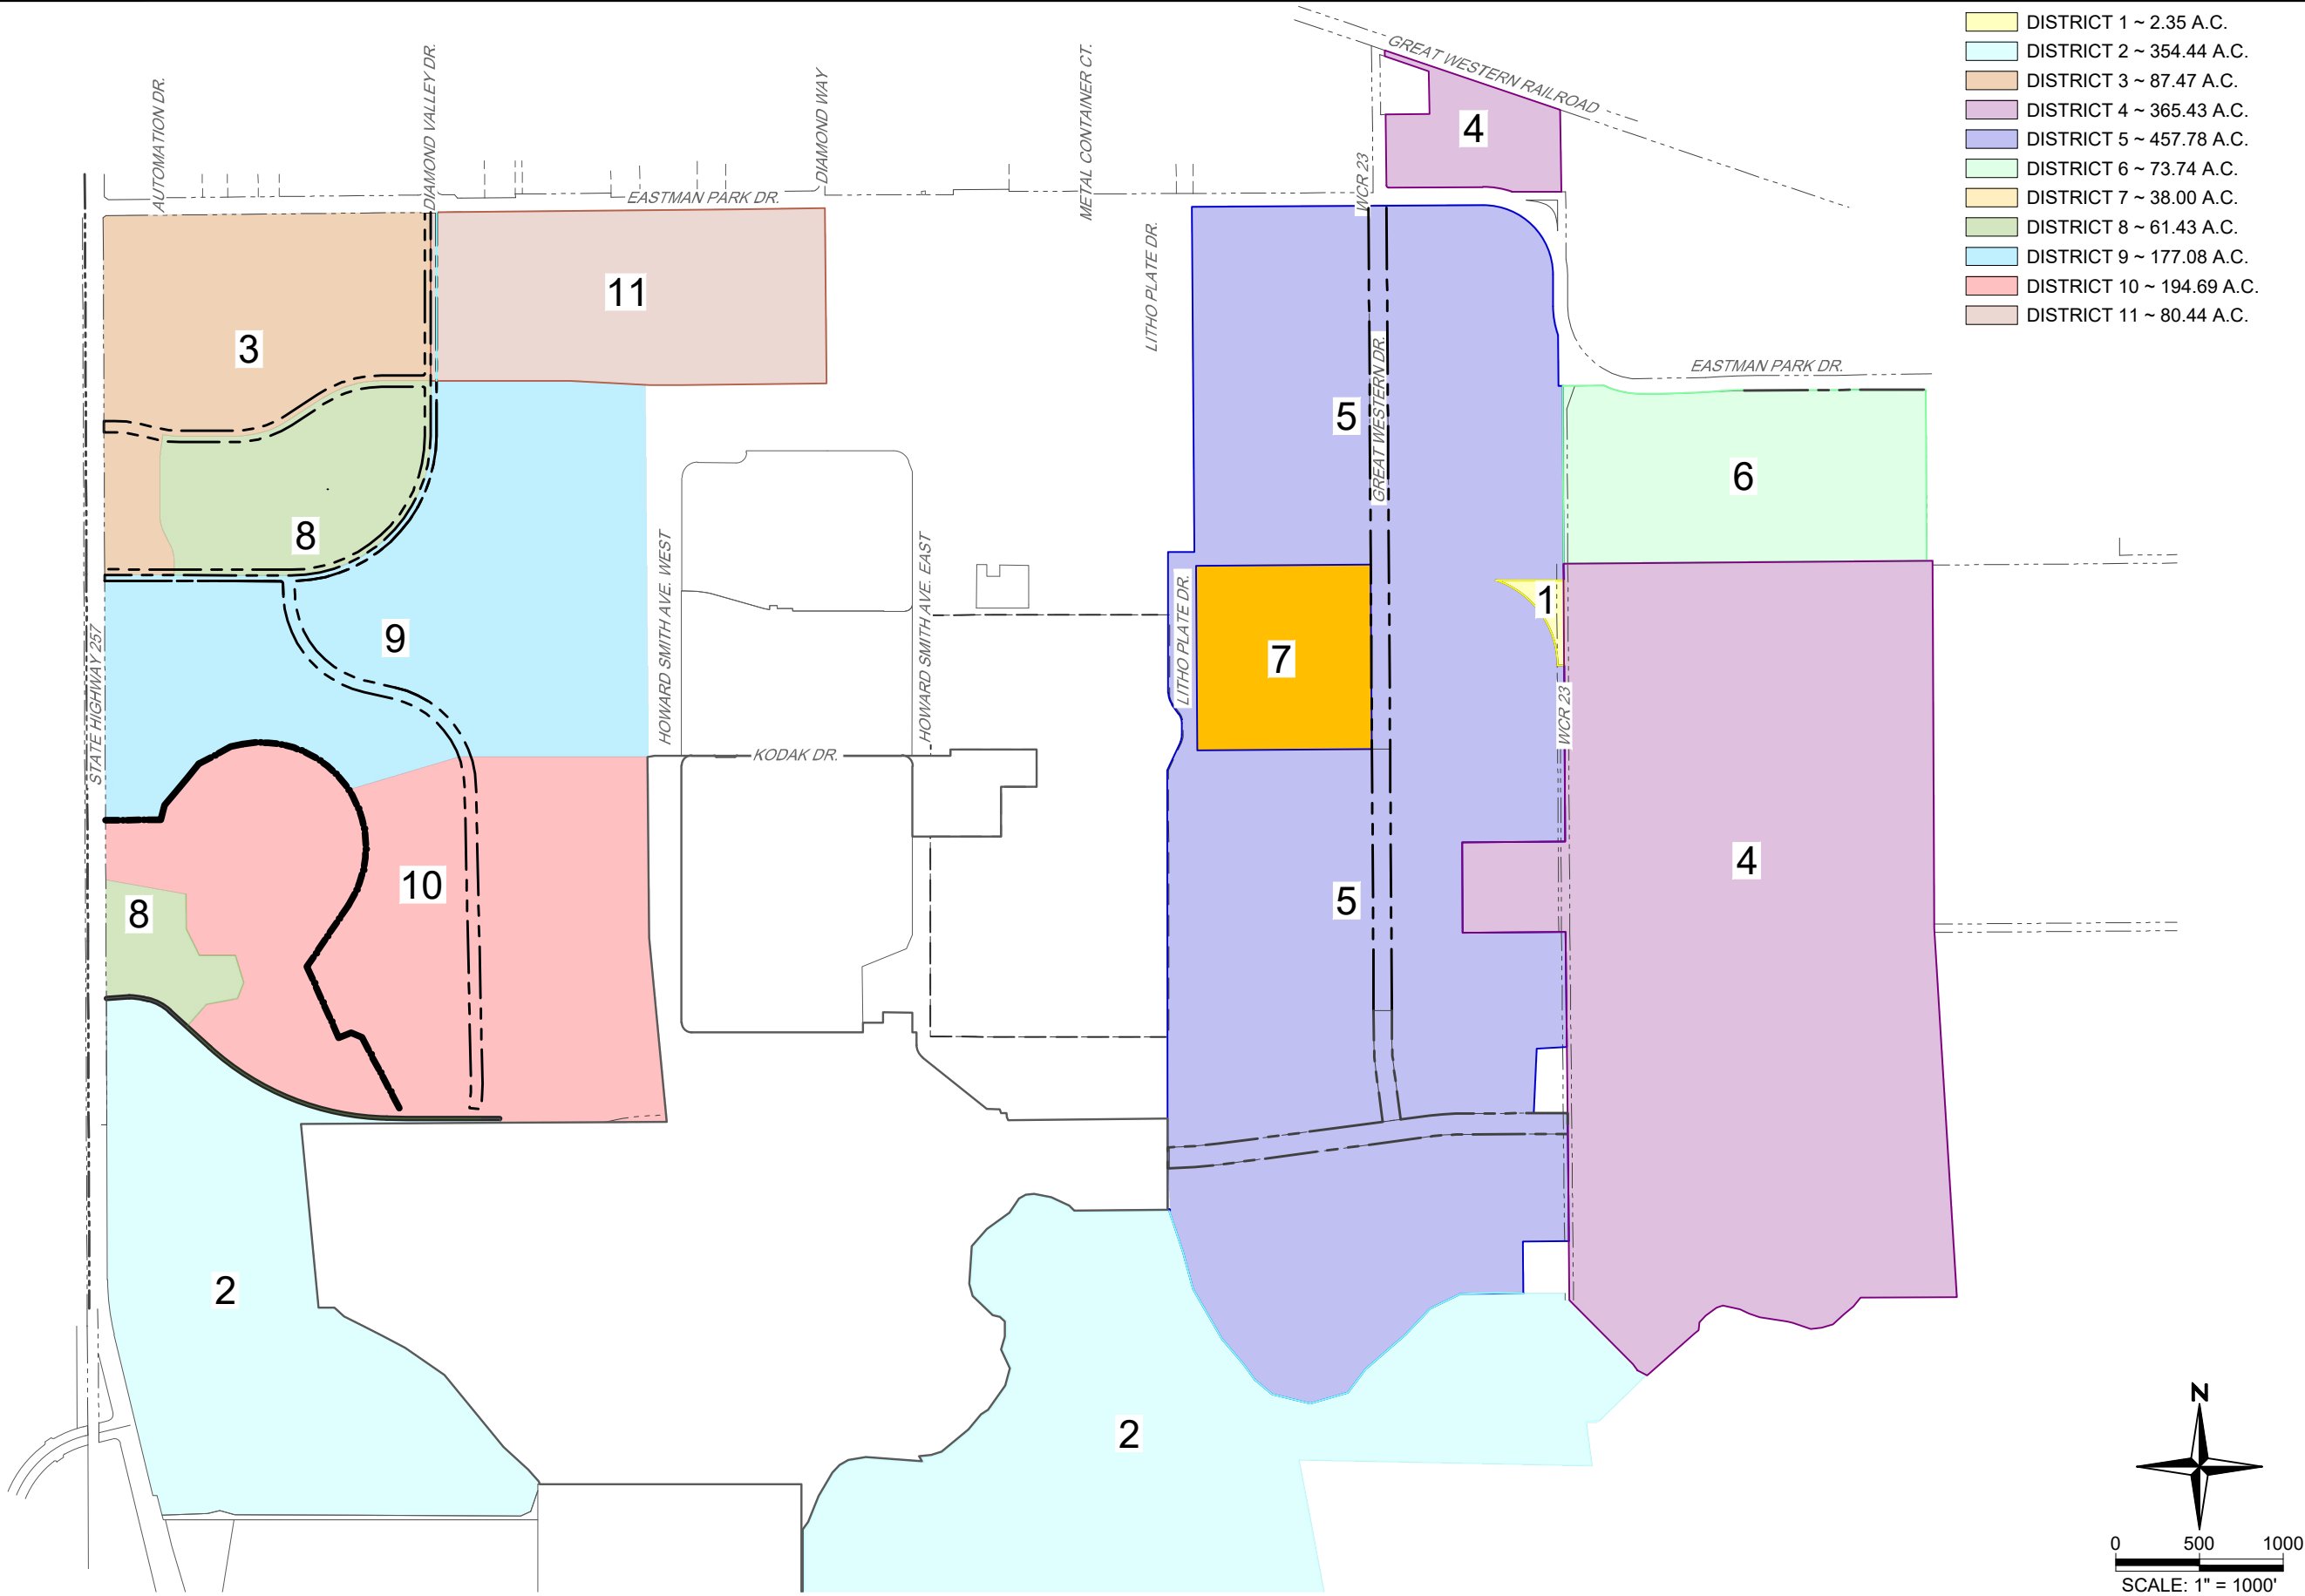 DISTRICT 1 ~ 2.35 A.C.
DISTRICT 2 ~ 354.44 A.C.
DISTRICT 3 ~ 87.47 A.C.
DISTRICT 4 ~ 365.43 A.C.
DISTRICT 5 ~ 457.78 A.C.
DISTRICT 6 ~ 73.74 A.C.
DISTRICT 7 ~ 38.00 A.C.
DISTRICT 8 ~ 61.43 A.C.
DISTRICT 9 ~ 177.08 A.C.
DISTRICT 10 ~ 194.69 A.C.
DISTRICT 11 ~ 80.44 A.C.
GREAT WESTERN RAILROAD
AUTOMATION DR.
DIAMOND VALLEY DR.
DIAMOND WAY
METAL CONTAINER CT.
WCR 23
4
EASTMAN PARK DR.
LITHO PLATE DR.
11
3
GREAT WESTERN DR.
EASTMAN PARK DR.
5
6
8
HOWARD SMITH AVE. WEST
HOWARD SMITH AVE. EAST
LITHO PLATE DR.
1
9
7
STATE HIGHWAY 257
WCR 23
KODAK DR.
4
10
5
8
2
2
N
0 500 1000
SCALE: 1" = 1000'